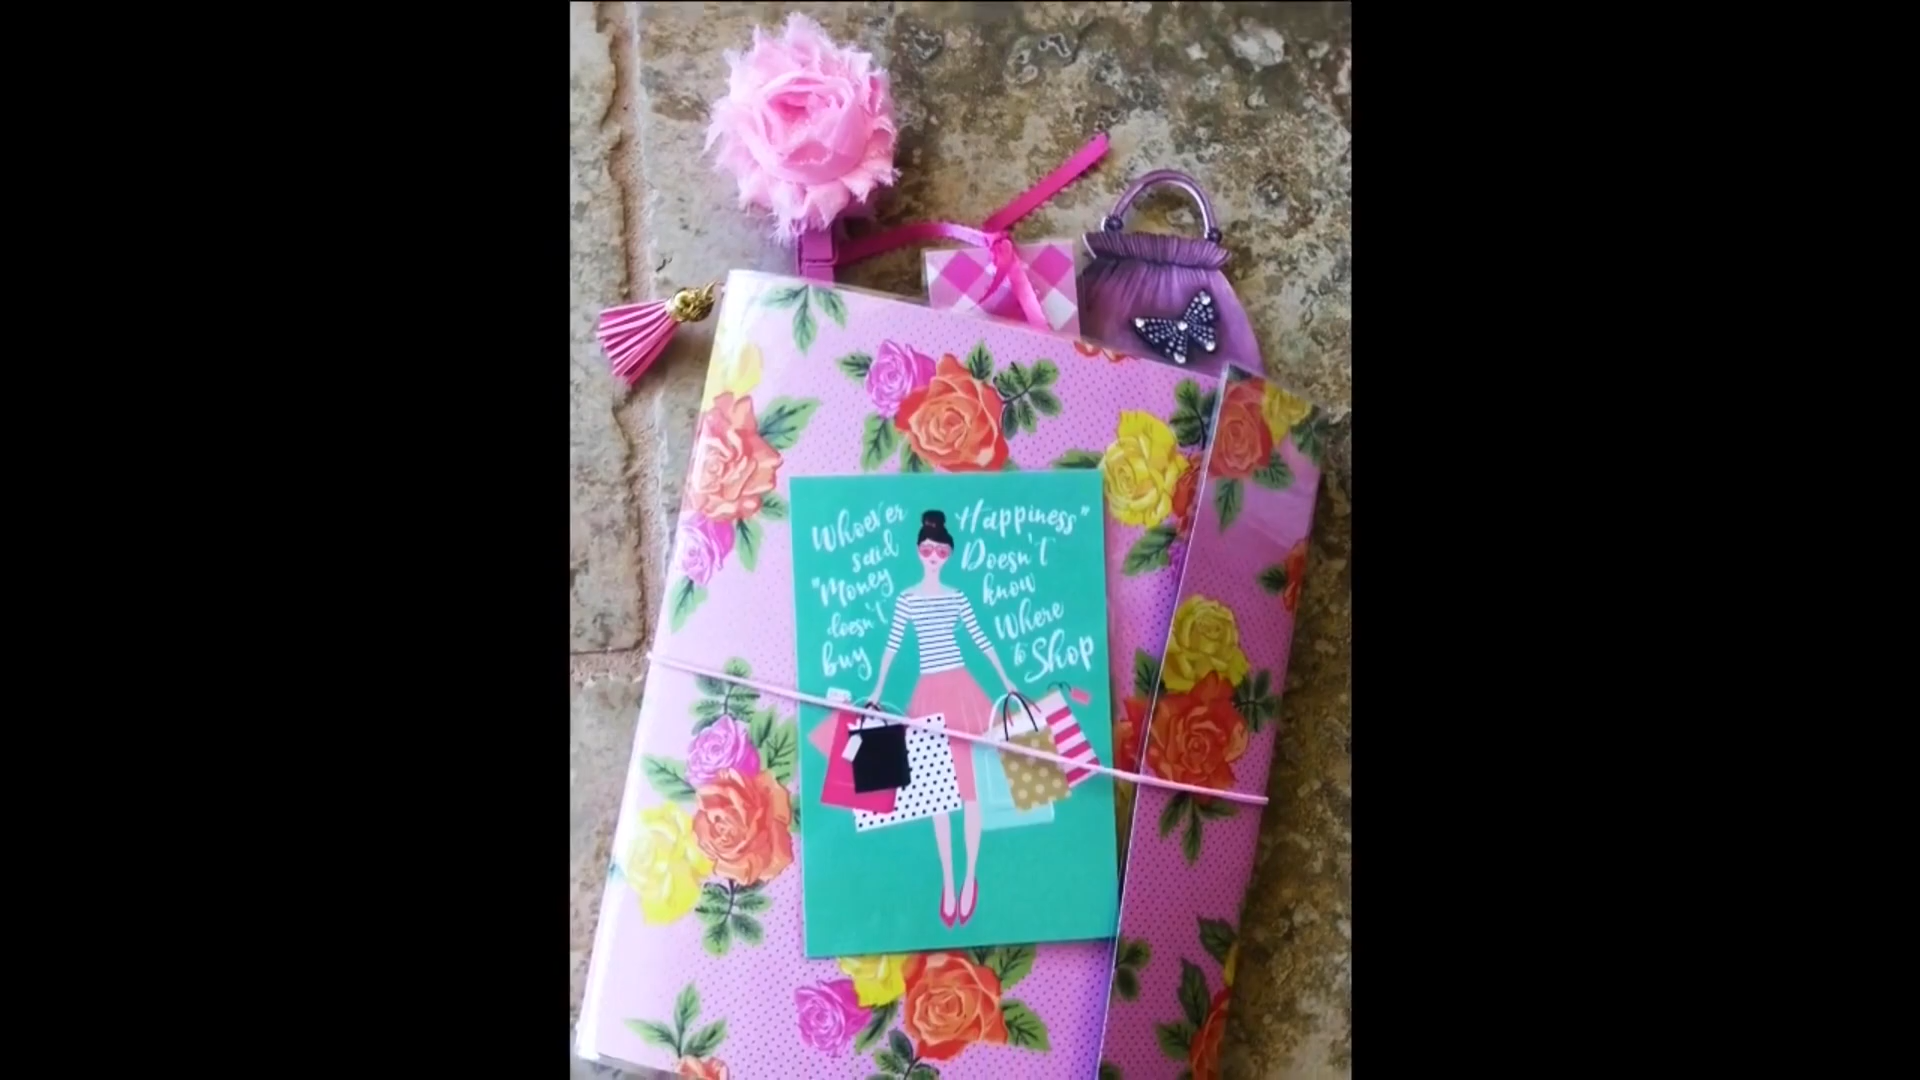 Whoever
said
"Money
doesn't
buy
Happiness"
Doesn't
know
Where
to Shop